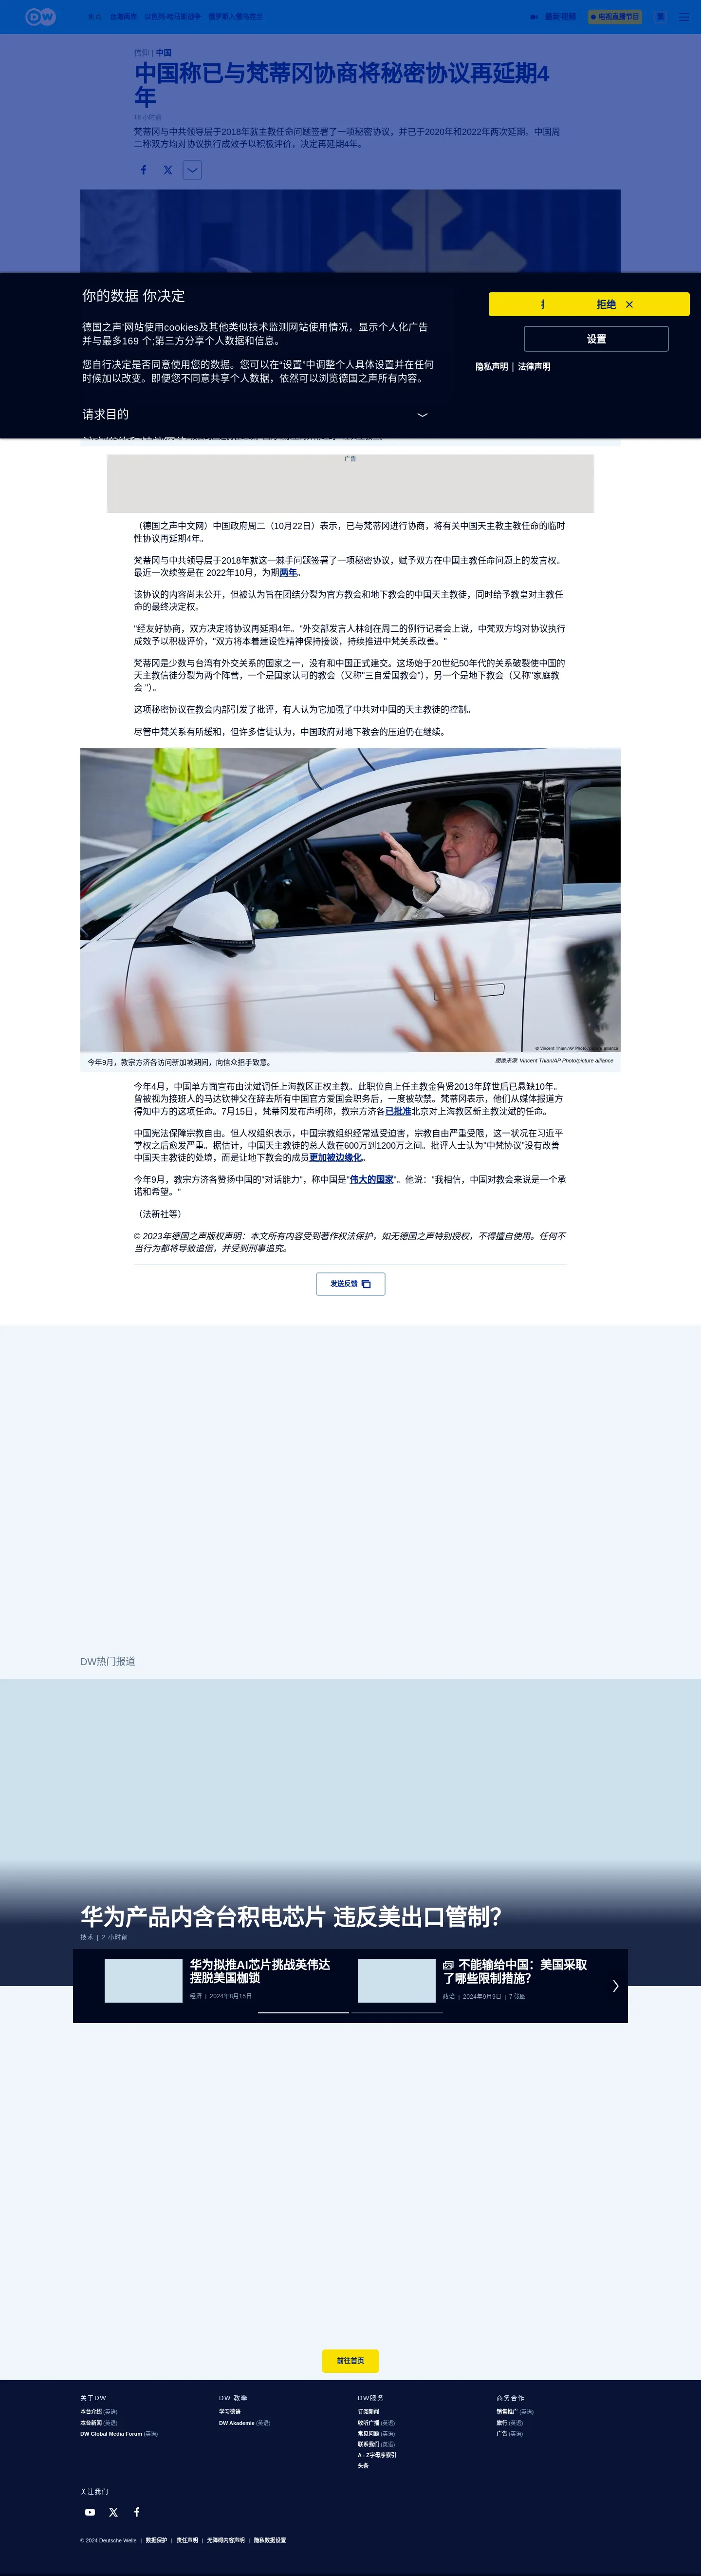 DW
焦点 台海两岸 以色列-哈马斯战争 俄罗斯入侵乌克兰
最新视频
电视直播节目
繁
信仰 | 中国
中国称已与梵蒂冈协商将秘密协议再延期4
年
16 小时前
梵蒂冈与中共领导层于2018年就主教任命问题签署了一项秘密协议，并已于2020年和2022年两次延期。中国周
二称双方均对协议执行成效予以积极评价，决定再延期4年。
你的数据 你决定
德国之声'网站使用cookies及其他类似技术监测网站使用情况，显示个人化广告
并与最多169 个;第三方分享个人数据和信息。
您自行决定是否同意使用您的数据。您可以在"设置"中调整个人具体设置并在任何
时候加以改变。即便您不同意共享个人数据，依然可以浏览德国之声所有内容。
请求目的
拒绝
设置
隐私声明 | 法律声明
广告
（德国之声中文网）中国政府周二（10月22日）表示，已与梵蒂冈进行协商，将有关中国天主教主教任命的临时
性协议再延期4年。
梵蒂冈与中共领导层于2018年就这一棘手问题签署了一项秘密协议，赋予双方在中国主教任命问题上的发言权。
最近一次续签是在 2022年10月，为期两年。
该协议的内容尚未公开，但被认为旨在团结分裂为官方教会和地下教会的中国天主教徒，同时给予教皇对主教任
命的最终决定权。
"经友好协商，双方决定将协议再延期4年。"外交部发言人林剑在周二的例行记者会上说，中梵双方均对协议执行
成效予以积极评价，"双方将本着建设性精神保持接谈，持续推进中梵关系改善。"
梵蒂冈是少数与台湾有外交关系的国家之一，没有和中国正式建交。这场始于20世纪50年代的关系破裂使中国的
天主教信徒分裂为两个阵营，一个是国家认可的教会（又称"三自爱国教会"），另一个是地下教会（又称"家庭教
会 "）。
这项秘密协议在教会内部引发了批评，有人认为它加强了中共对中国的天主教徒的控制。
尽管中梵关系有所缓和，但许多信徒认为，中国政府对地下教会的压迫仍在继续。
© Vincent Thian/AP Photo/picture alliance
今年9月，教宗方济各访问新加坡期间，向信众招手致意。
图像来源: Vincent Thian/AP Photo/picture alliance
今年4月，中国单方面宣布由沈斌调任上海教区正权主教。此职位自上任主教金鲁贤2013年辞世后已悬缺10年。
曾被视为接班人的马达钦神父在辞去所有中国官方爱国会职务后，一度被软禁。梵蒂冈表示，他们从媒体报道方
得知中方的这项任命。7月15日，梵蒂冈发布声明称，教宗方济各已批准北京对上海教区新主教沈斌的任命。
中国宪法保障宗教自由。但人权组织表示，中国宗教组织经常遭受迫害，宗教自由严重受限，这一状况在习近平
掌权之后愈发严重。据估计，中国天主教徒的总人数在600万到1200万之间。批评人士认为"中梵协议"没有改善
中国天主教徒的处境，而是让地下教会的成员更加被边缘化。
今年9月，教宗方济各赞扬中国的"对话能力"，称中国是"伟大的国家"。他说："我相信，中国对教会来说是一个承
诺和希望。"
（法新社等）
© 2023年德国之声版权声明：本文所有内容受到著作权法保护，如无德国之声特别授权，不得擅自使用。任何不
当行为都将导致追偿，并受到刑事追究。
发送反馈
DW热门报道
华为产品内含台积电芯片 违反美出口管制？
技术 | 2 小时前
华为拟推AI芯片挑战英伟达
摆脱美国枷锁
经济 | 2024年8月15日
不能输给中国：美国采取
了哪些限制措施？
政治 | 2024年9月9日 | 7 张图
前往首页
关于DW
本台介绍 (英语)
本台新闻 (英语)
DW Global Media Forum (英语)
DW 教學
学习德语
DW Akademie (英语)
DW服务
订阅新闻
收听广播 (英语)
常见问题 (英语)
联系我们 (英语)
A - Z字母序索引
头条
商务合作
销售推广 (英语)
旅行 (英语)
广告 (英语)
关注我们
© 2024 Deutsche Welle | 数据保护 | 责任声明 | 无障碍内容声明 | 隐私数据设置